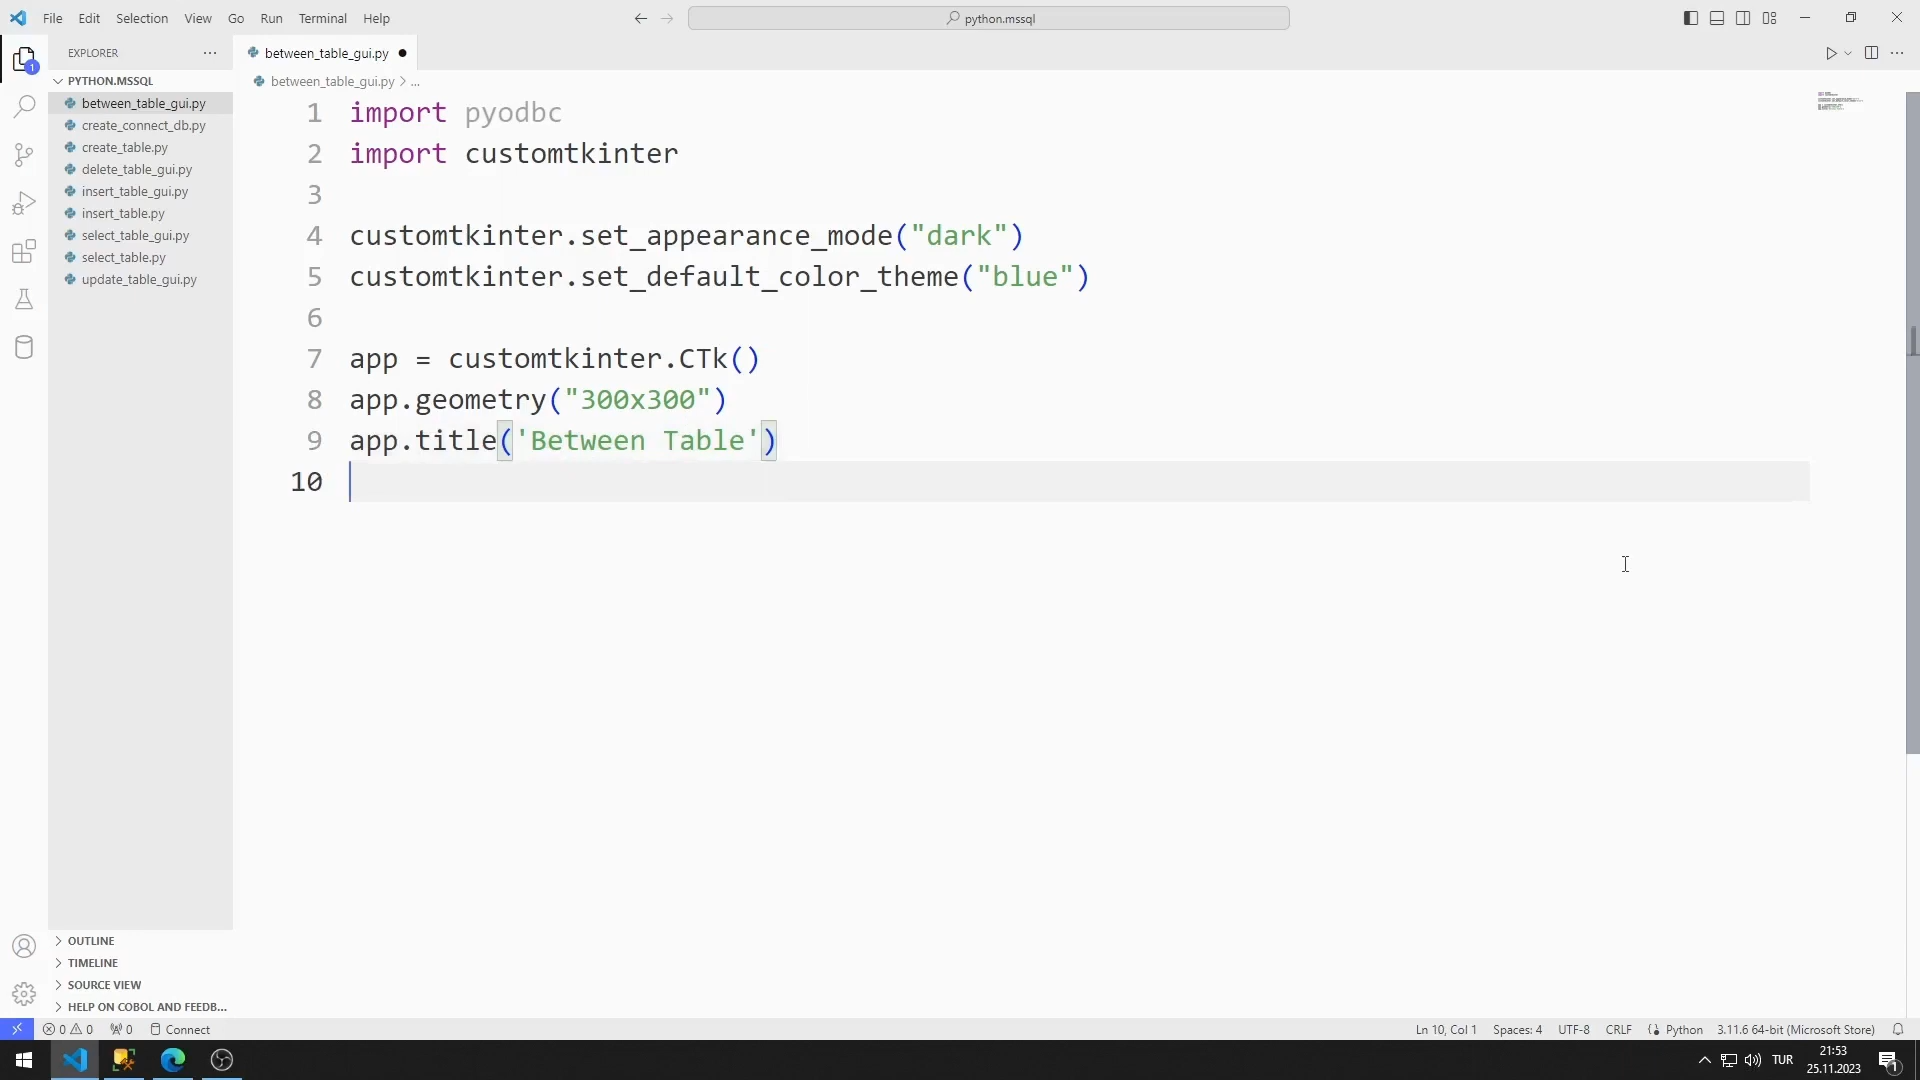 File Edit Selection View Go Run Terminal Help
python.mssql
EXPLORER
PYTHON.MSSQL
between_table_gui.py
create_connect_db.py
create_table.py
delete_table_gui.py
insert_table_gui.py
insert_table.py
select_table_gui.py
select_table.py
update_table_gui.py
OUTLINE
TIMELINE
SOURCE VIEW
HELP ON COBOL AND FEEDB...
between_table_gui.py
between_table_gui.py > ...
1 import pyodbc
2 import customtkinter
3
4 customtkinter.set_appearance_mode("dark")
5 customtkinter.set_default_color_theme("blue")
6
7 app = customtkinter.CTk()
8 app.geometry("300x300")
9 app.title('Between Table')
10
1
0 0 0 Connect
Ln 10, Col 1 Spaces: 4 UTF-8 CRLF Python 3.11.6 64-bit (Microsoft Store)
TUR
21:53
25.11.2023
1